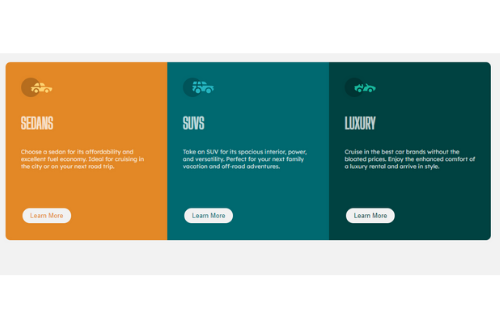 SEDANS
Choose a sedan for its affordability and
excellent fuel economy. Ideal for cruising in
the city or on your next road trip.
Learn More
SUVS
Take an SUV for its spacious interior, power,
and versatility. Perfect for your next family
vacation and off-road adventures.
Learn More
LUXURY
Cruise in the best car brands without the
bloated prices. Enjoy the enhanced comfort of
a luxury rental and arrive in style.
Learn More